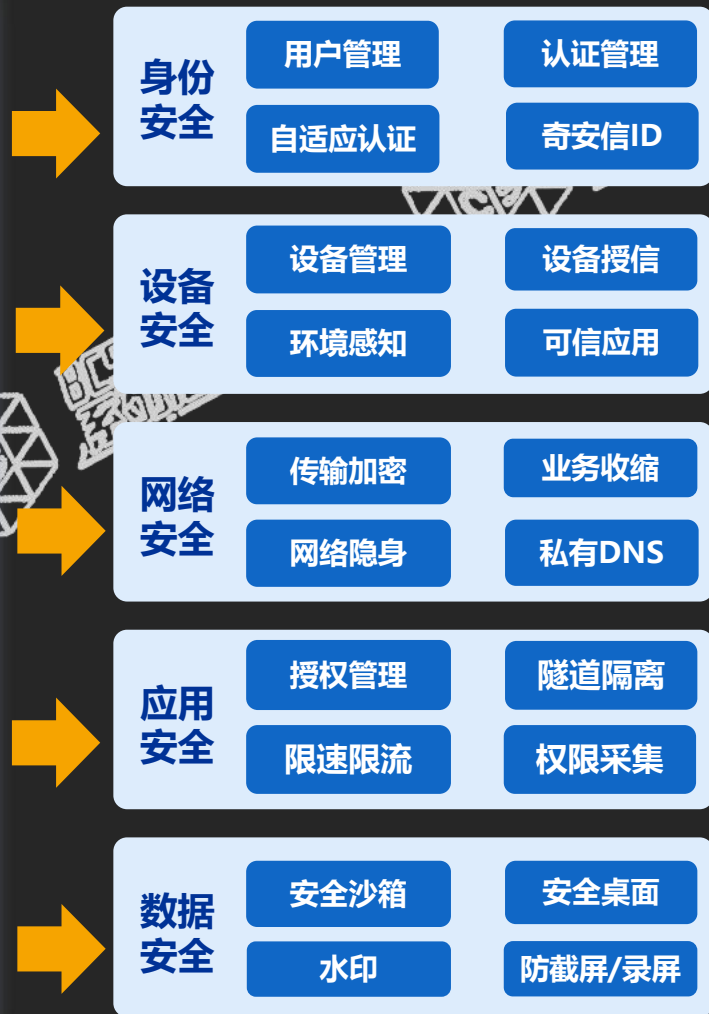 身份
安全
用户管理
认证管理
自适应认证
奇安信ID
设备
安全
设备管理
设备授信
环境感知
可信应用
网络
安全
传输加密
业务收缩
网络隐身
私有DNS
应用
安全
授权管理
隧道隔离
限速限流
权限采集
数据
安全
安全沙箱
安全桌面
水印
防截屏/录屏